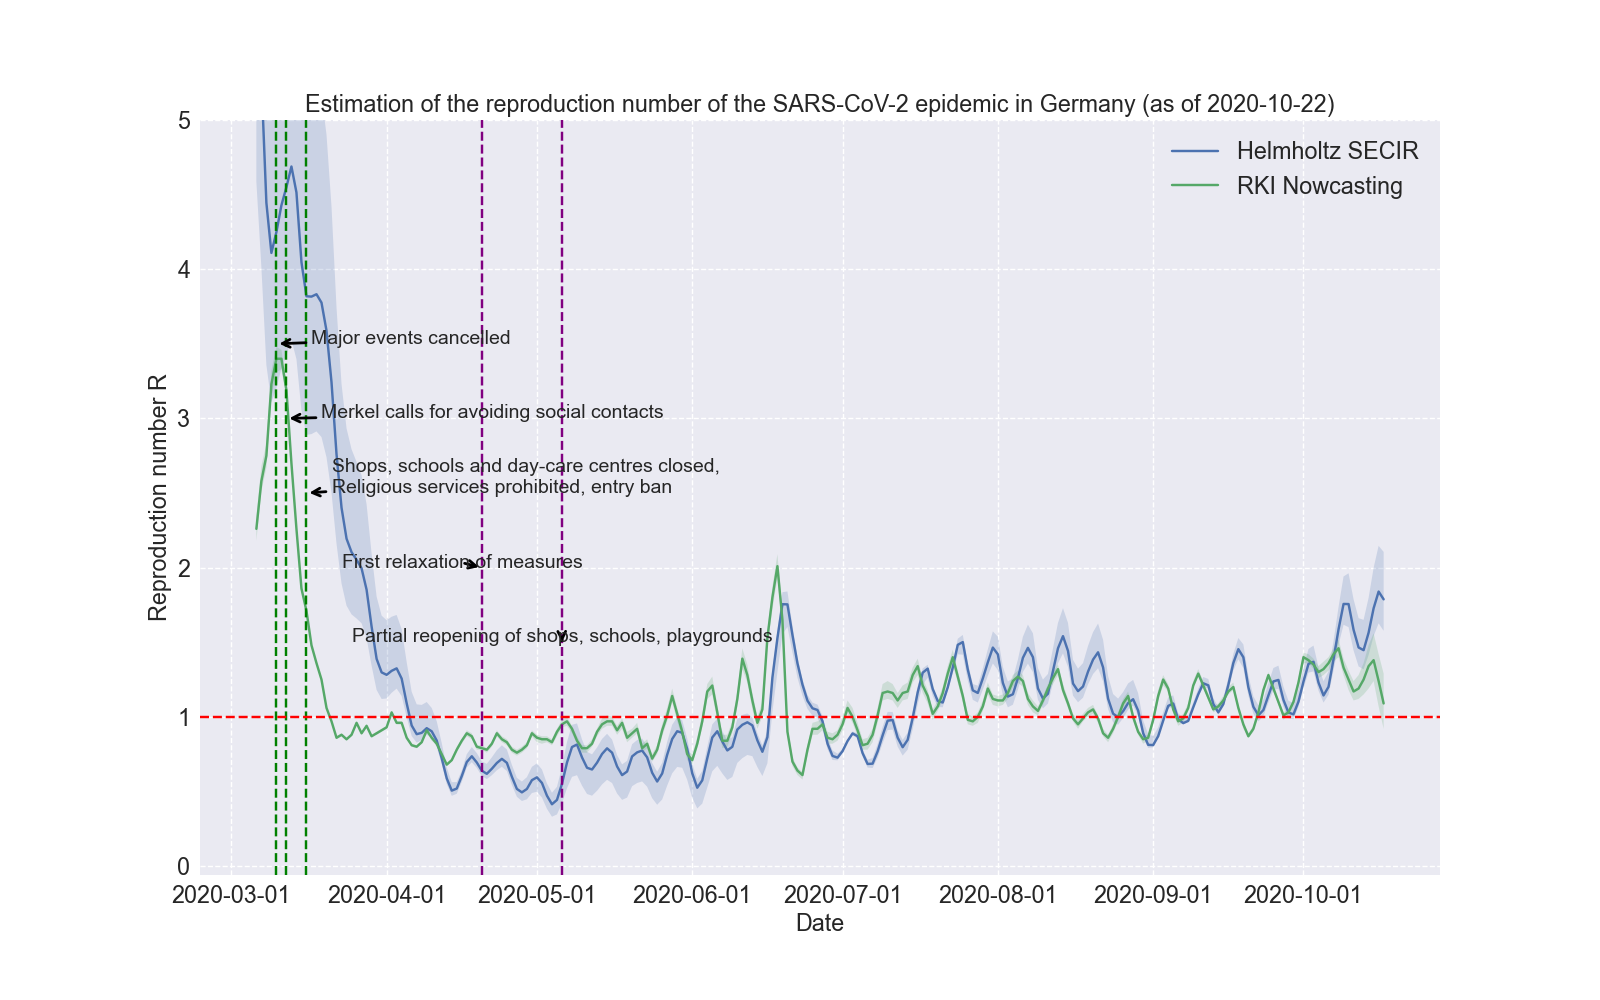 Estimation of the reproduction number of the SARS-CoV-2 epidemic in Germany (as of 2020-10-22)
Helmholtz SECIR
RKI Nowcasting
5
4
3
2
1
0
Reproduction number R
Major events cancelled
Merkel calls for avoiding social contacts
Shops, schools and day-care centres closed,
Religious services prohibited, entry ban
First relaxation of measures
Partial reopening of shops, schools, playgrounds
2020-03-01
2020-04-01
2020-05-01
2020-06-01
2020-07-01
2020-08-01
2020-09-01
2020-10-01
Date